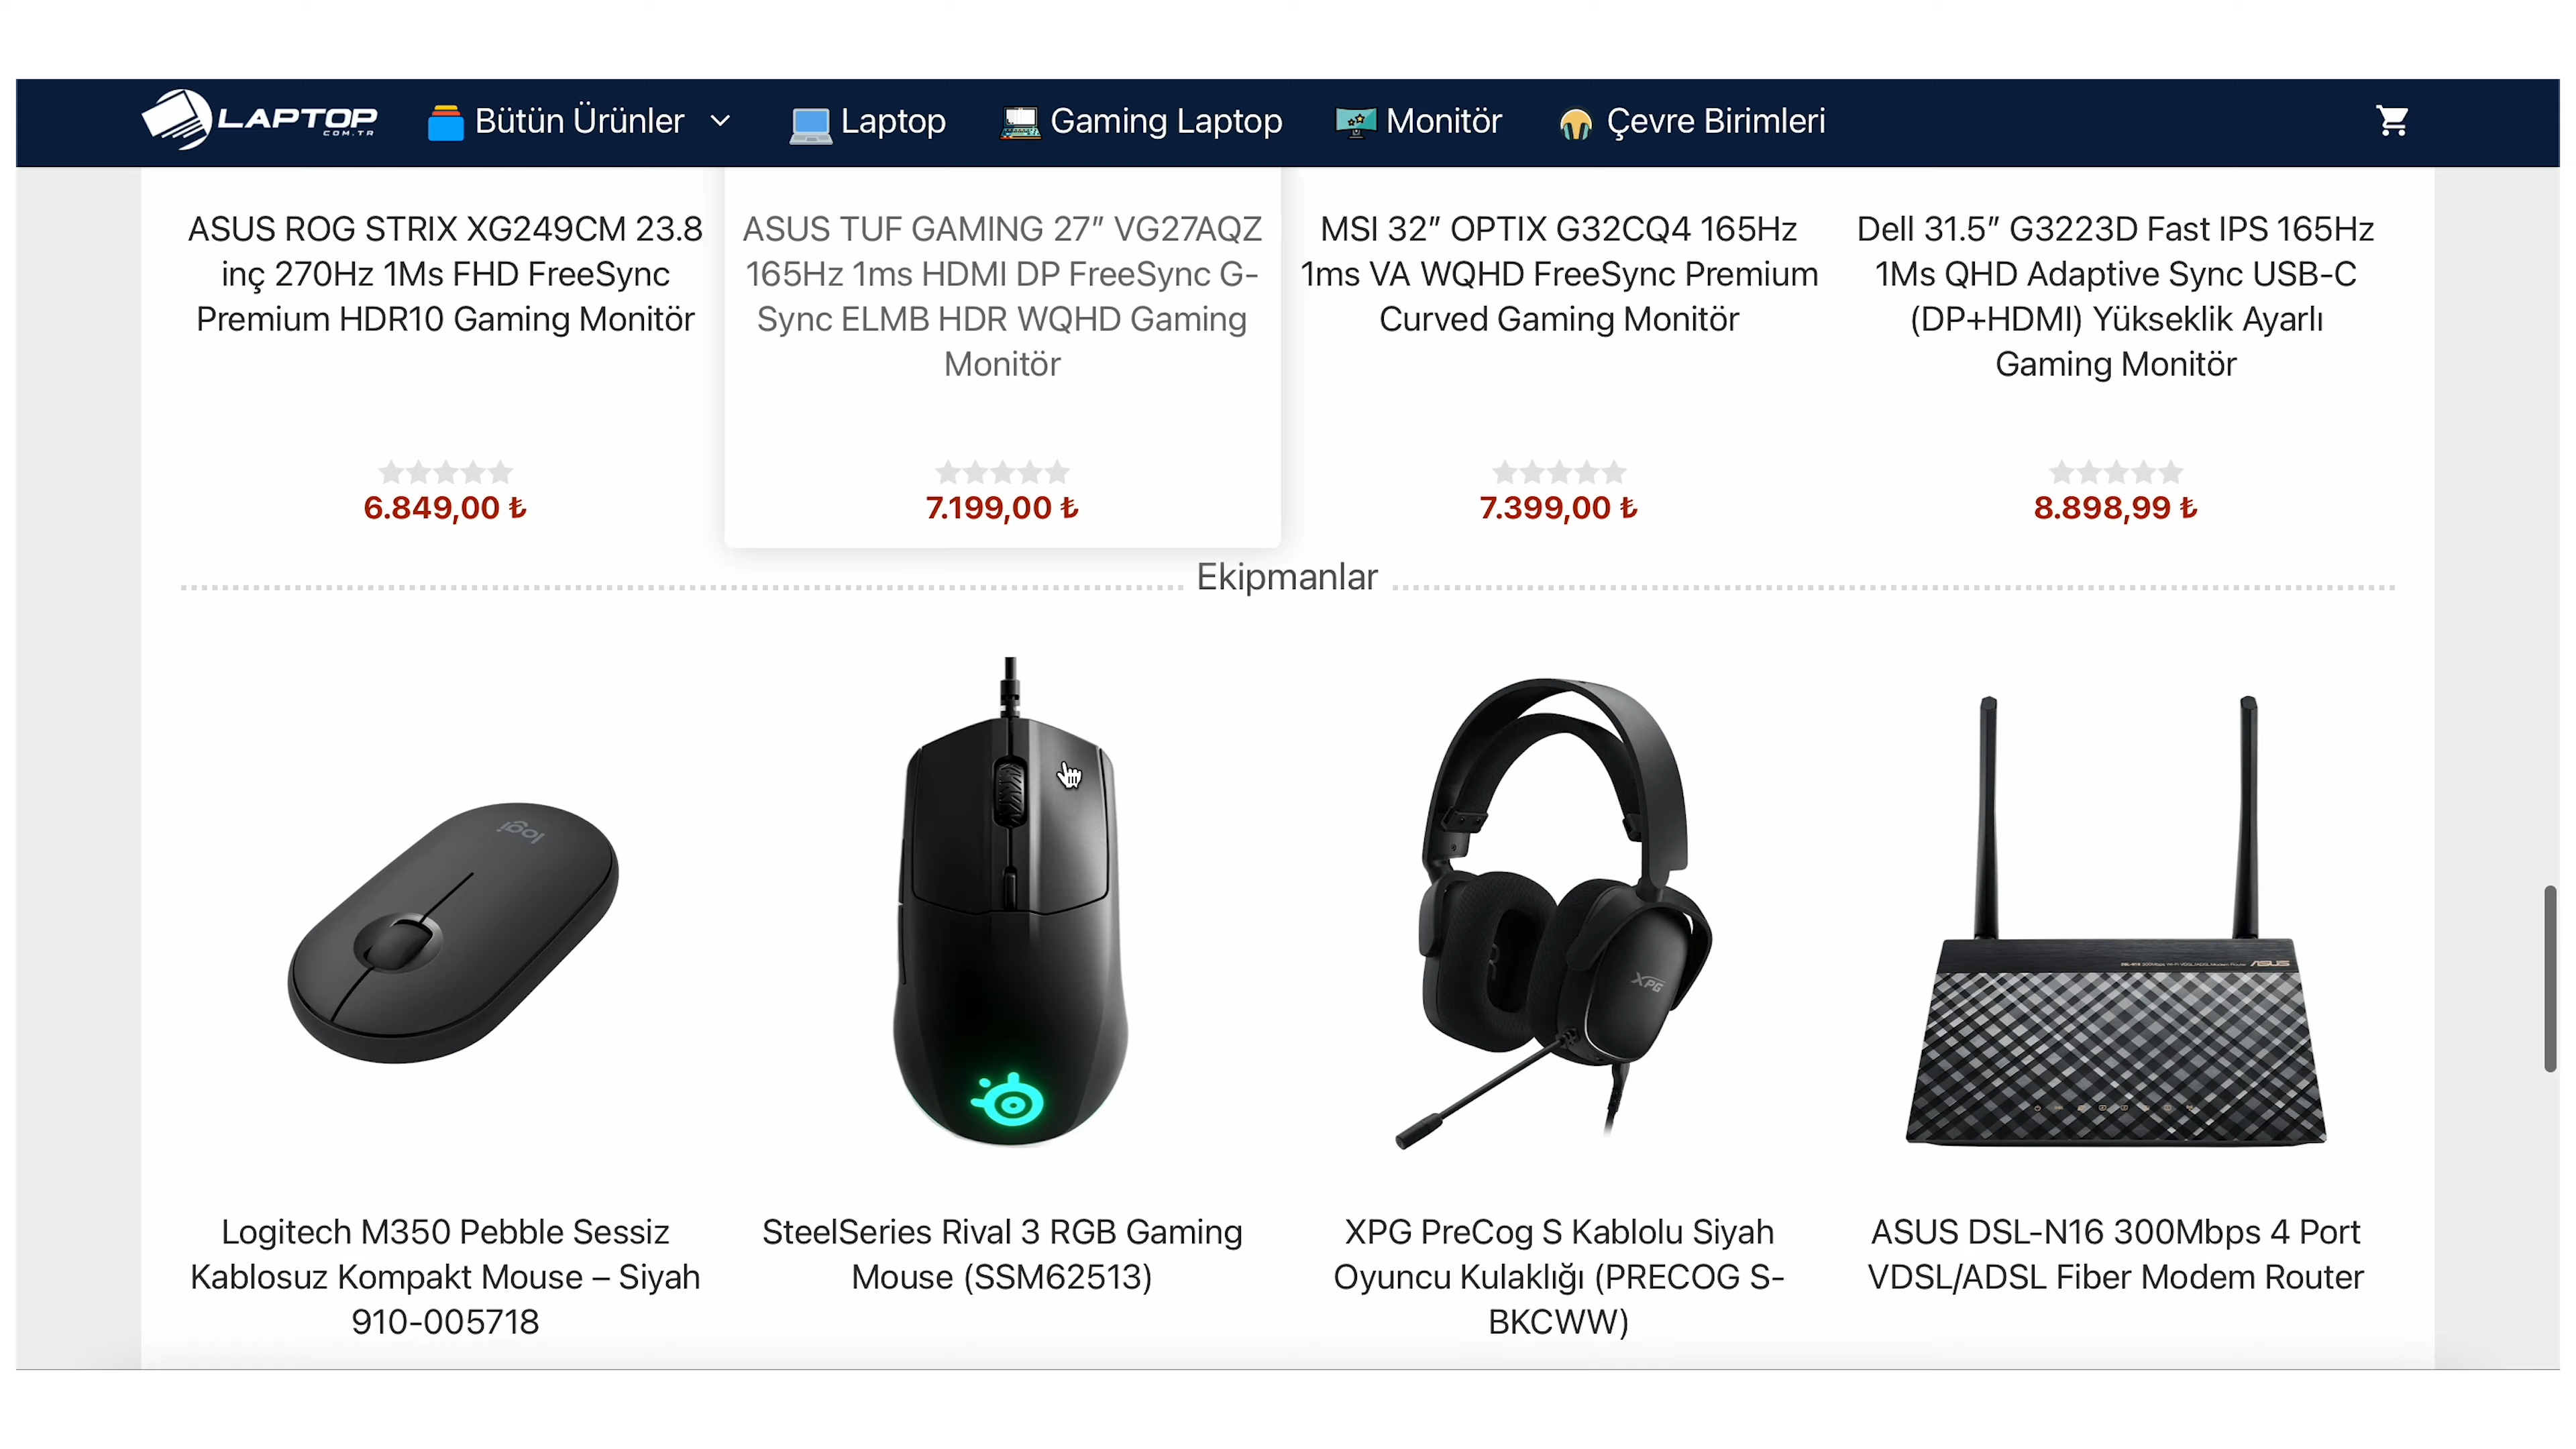 LAPTOP
COM.TR
Bütün Ürünler
Laptop
Gaming Laptop
Monitör
Çevre Birimleri
ASUS ROG STRIX XG249CM 23.8
inç 270Hz 1Ms FHD FreeSync
Premium HDR10 Gaming Monitör
6.849,00 ₺
ASUS TUF GAMING 27″ VG27AQZ
165Hz 1ms HDMI DP FreeSync G-
Sync ELMB HDR WQHD Gaming
Monitör
7.199,00 ₺
MSI 32″ OPTIX G32CQ4 165Hz
1ms VA WQHD FreeSync Premium
Curved Gaming Monitör
7.399,00 ₺
Dell 31.5″ G3223D Fast IPS 165Hz
1Ms QHD Adaptive Sync USB-C
(DP+HDMI) Yükseklik Ayarlı
Gaming Monitör
8.898,99 ₺
Ekipmanlar
logi
XPG
R
ASUS
Logitech M350 Pebble Sessiz
Kablosuz Kompakt Mouse – Siyah
910-005718
SteelSeries Rival 3 RGB Gaming
Mouse (SSM62513)
XPG PreCog S Kablolu Siyah
Oyuncu Kulaklığı (PRECOG S-
BKCWW)
ASUS DSL-N16 300Mbps 4 Port
VDSL/ADSL Fiber Modem Router